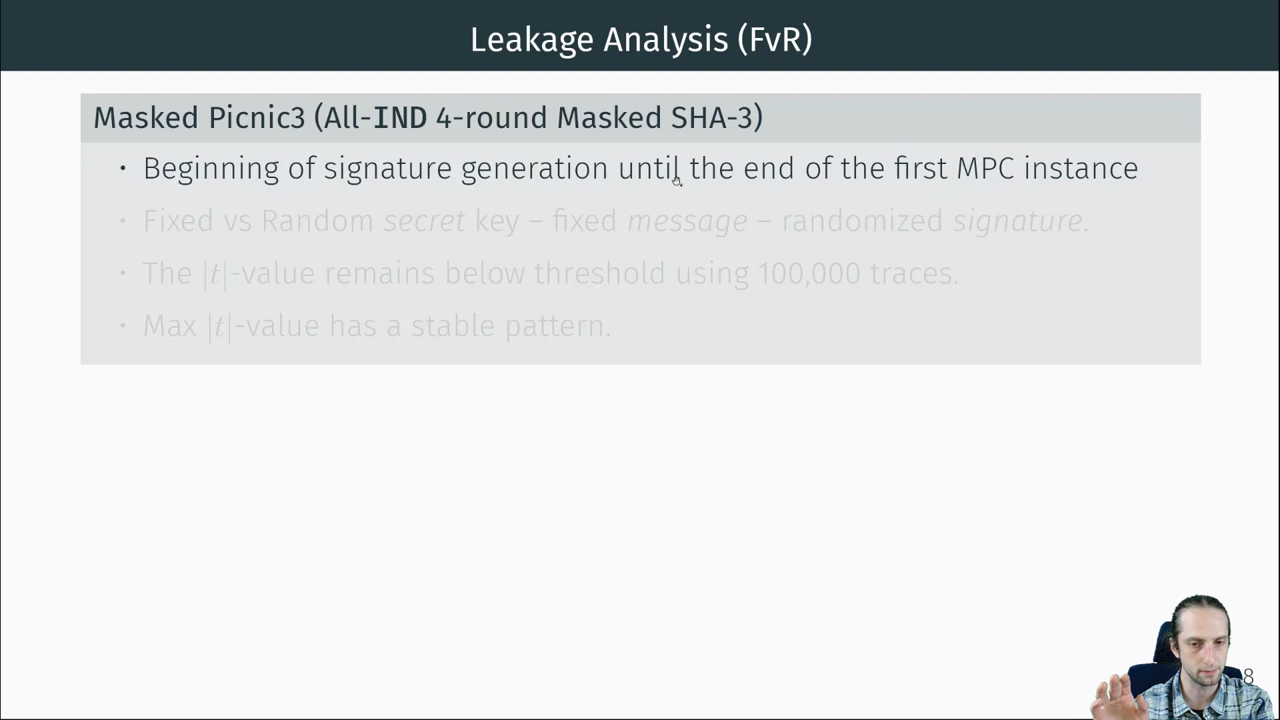 Leakage Analysis (FvR)
Masked Picnic3 (All-IND 4-round Masked SHA-3)
• Beginning of signature generation until the end of the first MPC instance
• Fixed vs Random secret key – fixed message – randomized signature.
• The |t|-value remains below threshold using 100,000 traces.
• Max |t|-value has a stable pattern.
8